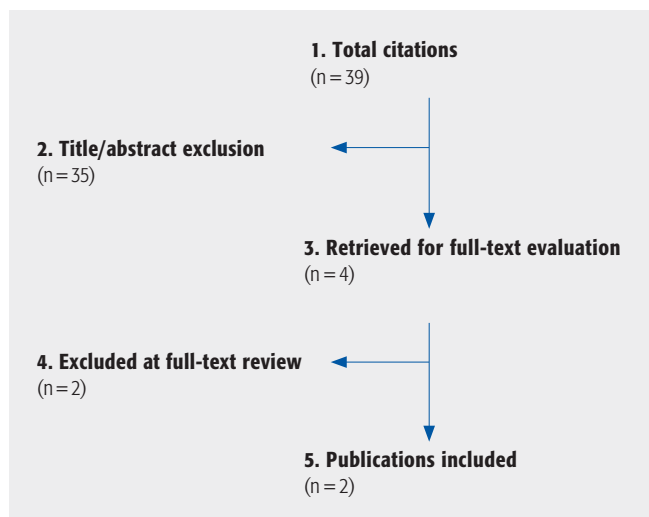 1. Total citations
(n = 39)
2. Title/abstract exclusion
(n = 35)
3. Retrieved for full-text evaluation
(n = 4)
4. Excluded at full-text review
(n = 2)
5. Publications included
(n = 2)